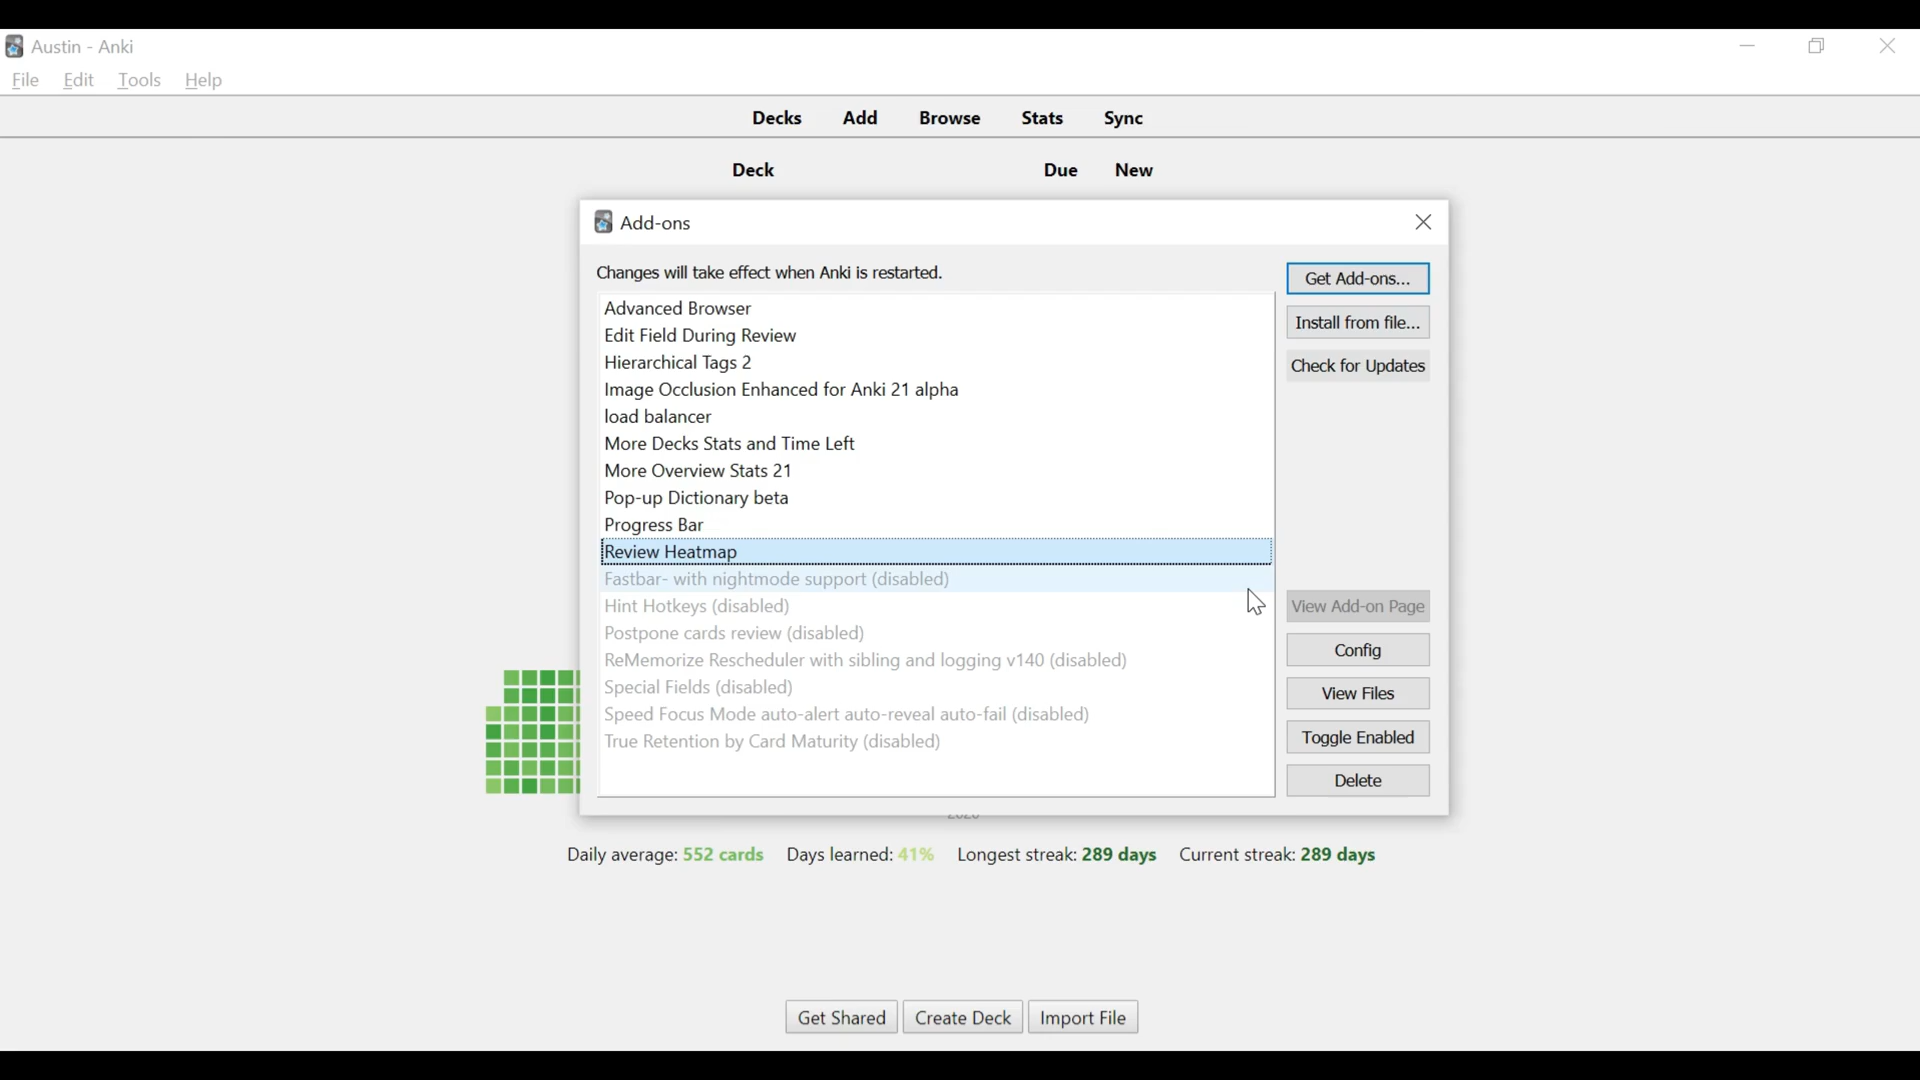 Austin - Anki
File Edit Tools Help
Decks Add Browse Stats Sync
Deck Due New
Add-ons
Changes will take effect when Anki is restarted.
Advanced Browser
Edit Field During Review
Hierarchical Tags 2
Image Occlusion Enhanced for Anki 21 alpha
load balancer
More Decks Stats and Time Left
More Overview Stats 21
Pop-up Dictionary beta
Progress Bar
Review Heatmap
Fastbar- with nightmode support (disabled)
Hint Hotkeys (disabled)
Postpone cards review (disabled)
ReMemorize Rescheduler with sibling and logging v140 (disabled)
Special Fields (disabled)
Speed Focus Mode auto-alert auto-reveal auto-fail (disabled)
True Retention by Card Maturity (disabled)
Get Add-ons...
Install from file...
Check for Updates
View Add-on Page
Config
View Files
Toggle Enabled
Delete
Daily average: 552 cards Days learned: 41% Longest streak: 289 days Current streak: 289 days
Get Shared Create Deck Import File